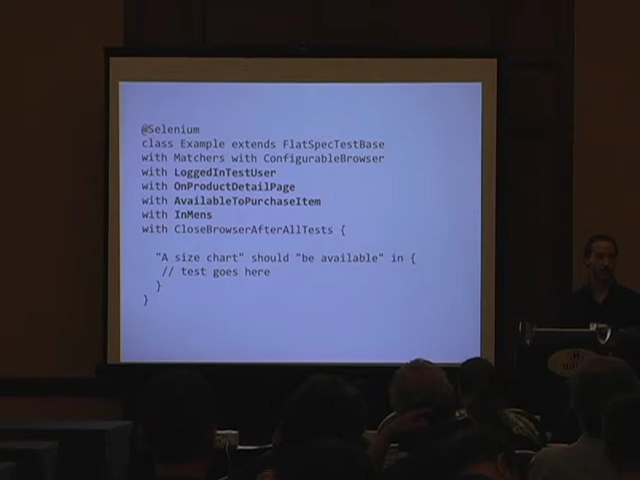 @Selenium
class Example extends FlatSpecTestBase
with Matchers with ConfigurableBrowser
with LoggedInTestUser
with OnProductDetailPage
with AvailableToPurchaseItem
with InMens
with CloseBrowserAfterAllTests {
"A size chart" should "be available" in {
// test goes here
}
}